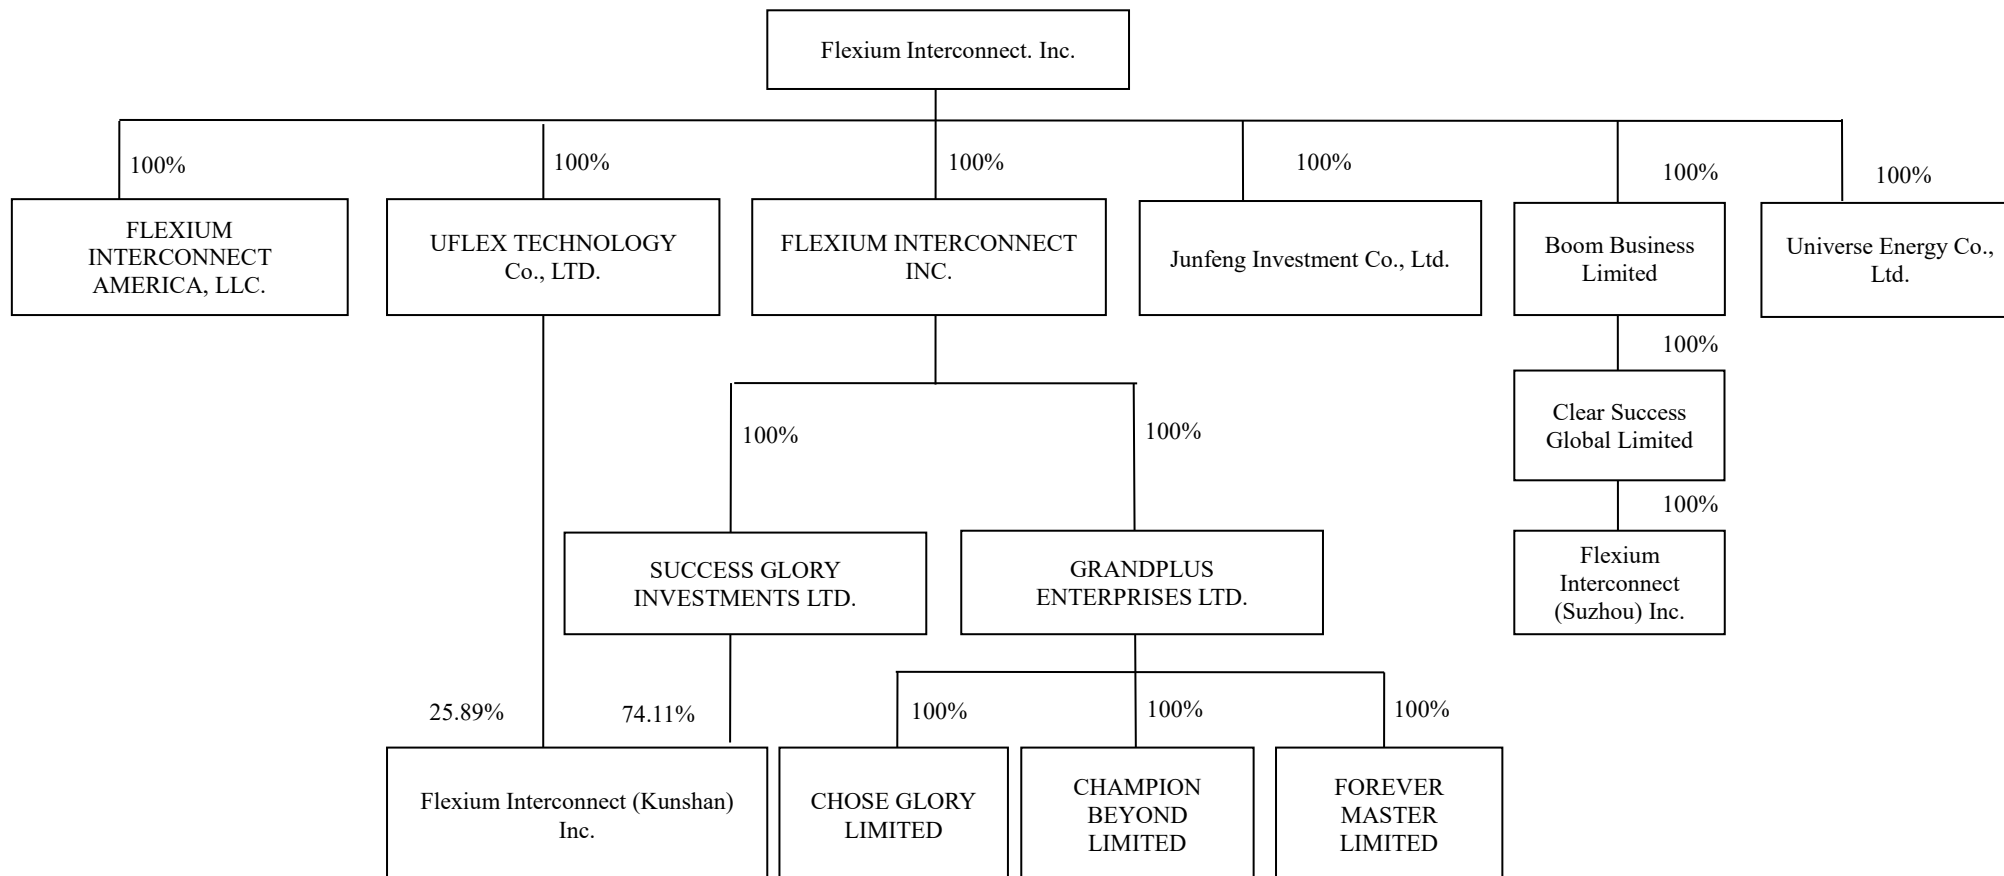 Flexium Interconnect. Inc.
100%
100%
100%
100%
100%
100%
FLEXIUM
INTERCONNECT
AMERICA, LLC.
UFLEX TECHNOLOGY
Co., LTD.
FLEXIUM INTERCONNECT
INC.
Junfeng Investment Co., Ltd.
Boom Business
Limited
Universe Energy Co.,
Ltd.
100%
Clear Success
Global Limited
100%
100%
100%
Flexium
Interconnect
(Suzhou) Inc.
SUCCESS GLORY
INVESTMENTS LTD.
GRANDPLUS
ENTERPRISES LTD.
25.89%
74.11%
100%
100%
100%
Flexium Interconnect (Kunshan)
Inc.
CHOSE GLORY
LIMITED
CHAMPION
BEYOND
LIMITED
FOREVER
MASTER
LIMITED